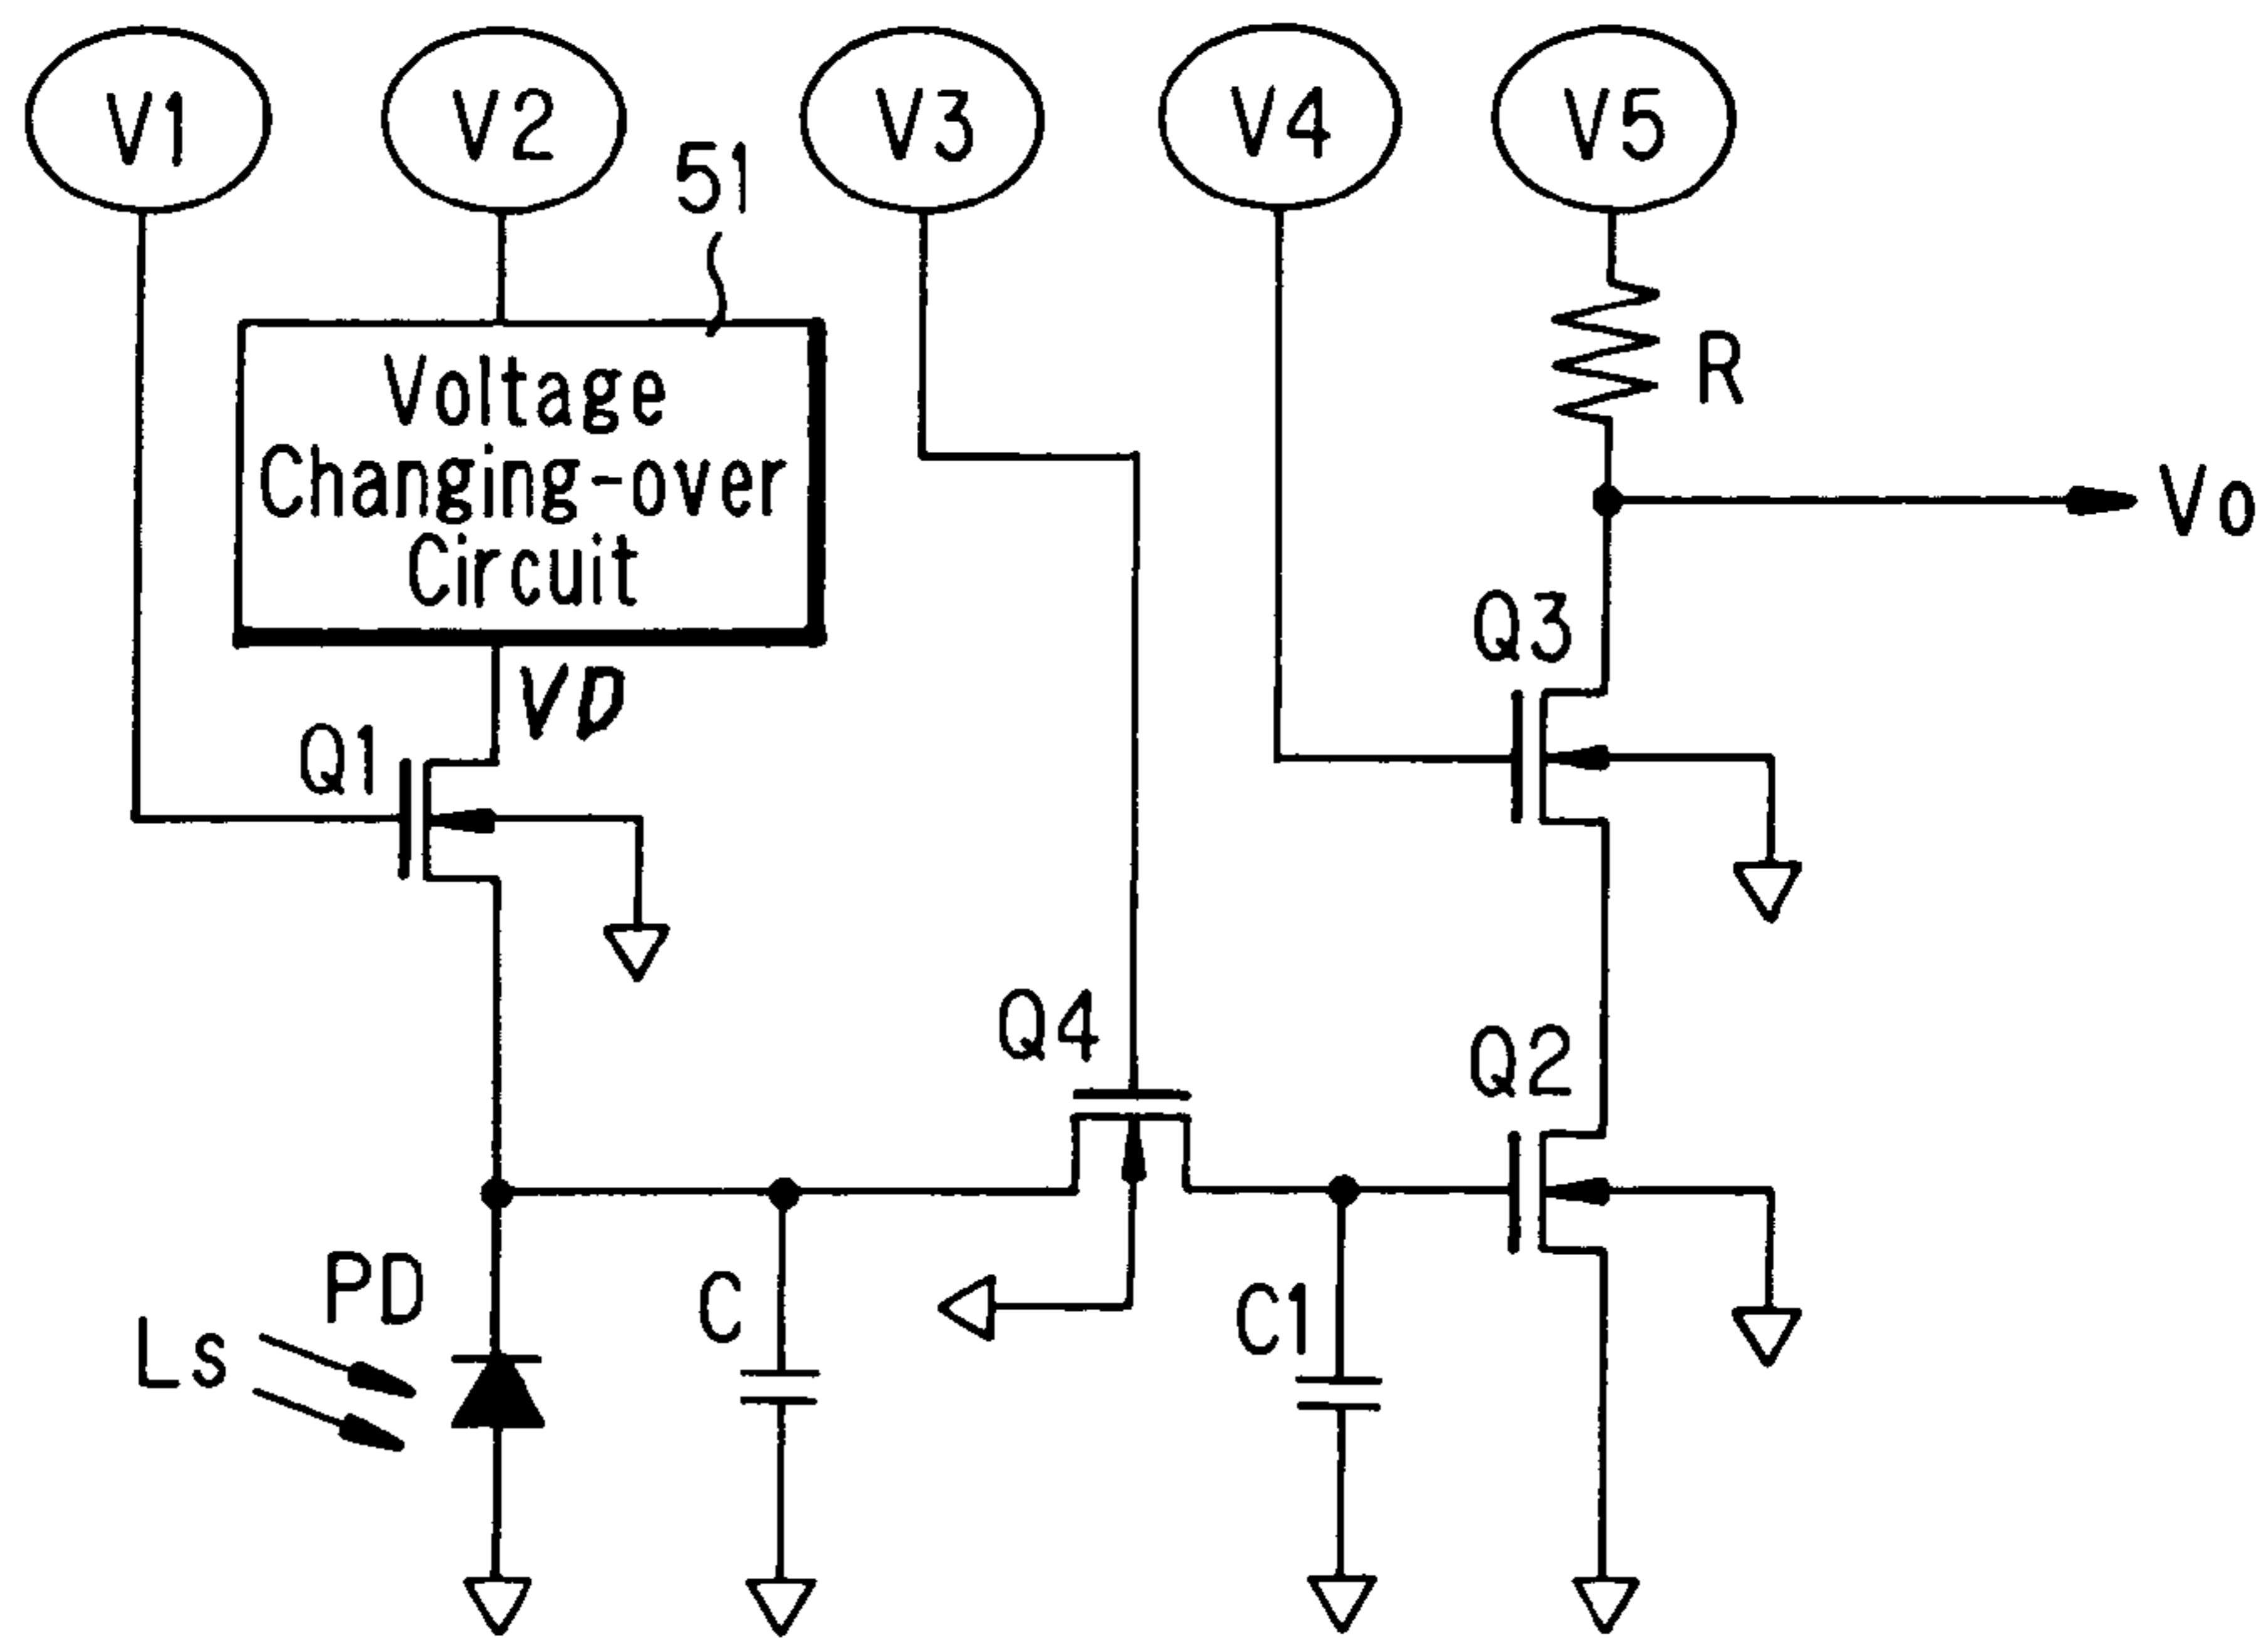 V1
V2
V3
V4
V5
51
Voltage
Changing-over
Circuit
R
Vo
VD
Q1
Q3
Q4
Q2
PD
Ls
C
C1